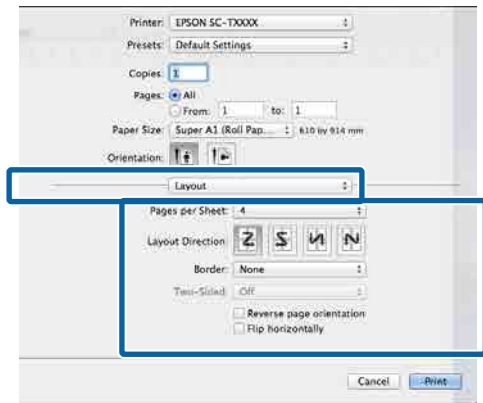 Printer: EPSON SC-TXXXX
Presets: Default Settings
Copies: 1
Pages: All
From: 1 to: 1
Paper Size: Super A1 (Roll Pap... 610 by 914 mm
Orientation:
Layout
Pages per Sheet: 4
Layout Direction
Border: None
Two-Sided: Off
Reverse page orientation
Flip horizontally
Cancel Print